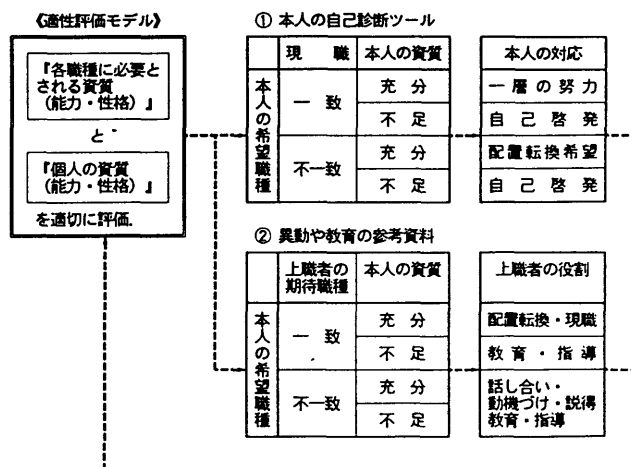 《適性評価モデル》
『各職種に必要と
される資質
(能力・性格)』
と
『個人の資質
(能力・性格)』
を適切に評価.
① 本人の自己診断ツール
現職 本人の資質 本人の対応
本人の希望職種
一致 充分 一層の努力
不足 自己啓発
不一致 充分 配置転換希望
不足 自己啓発
② 異動や教育の参考資料
上職者の
期待職種 本人の資質 上職者の役割
本人の希望職種
一致 充分 配置転換・現職
不足 教育・指導
不一致 充分
不足
話し合い・
動機づけ・説得
教育・指導